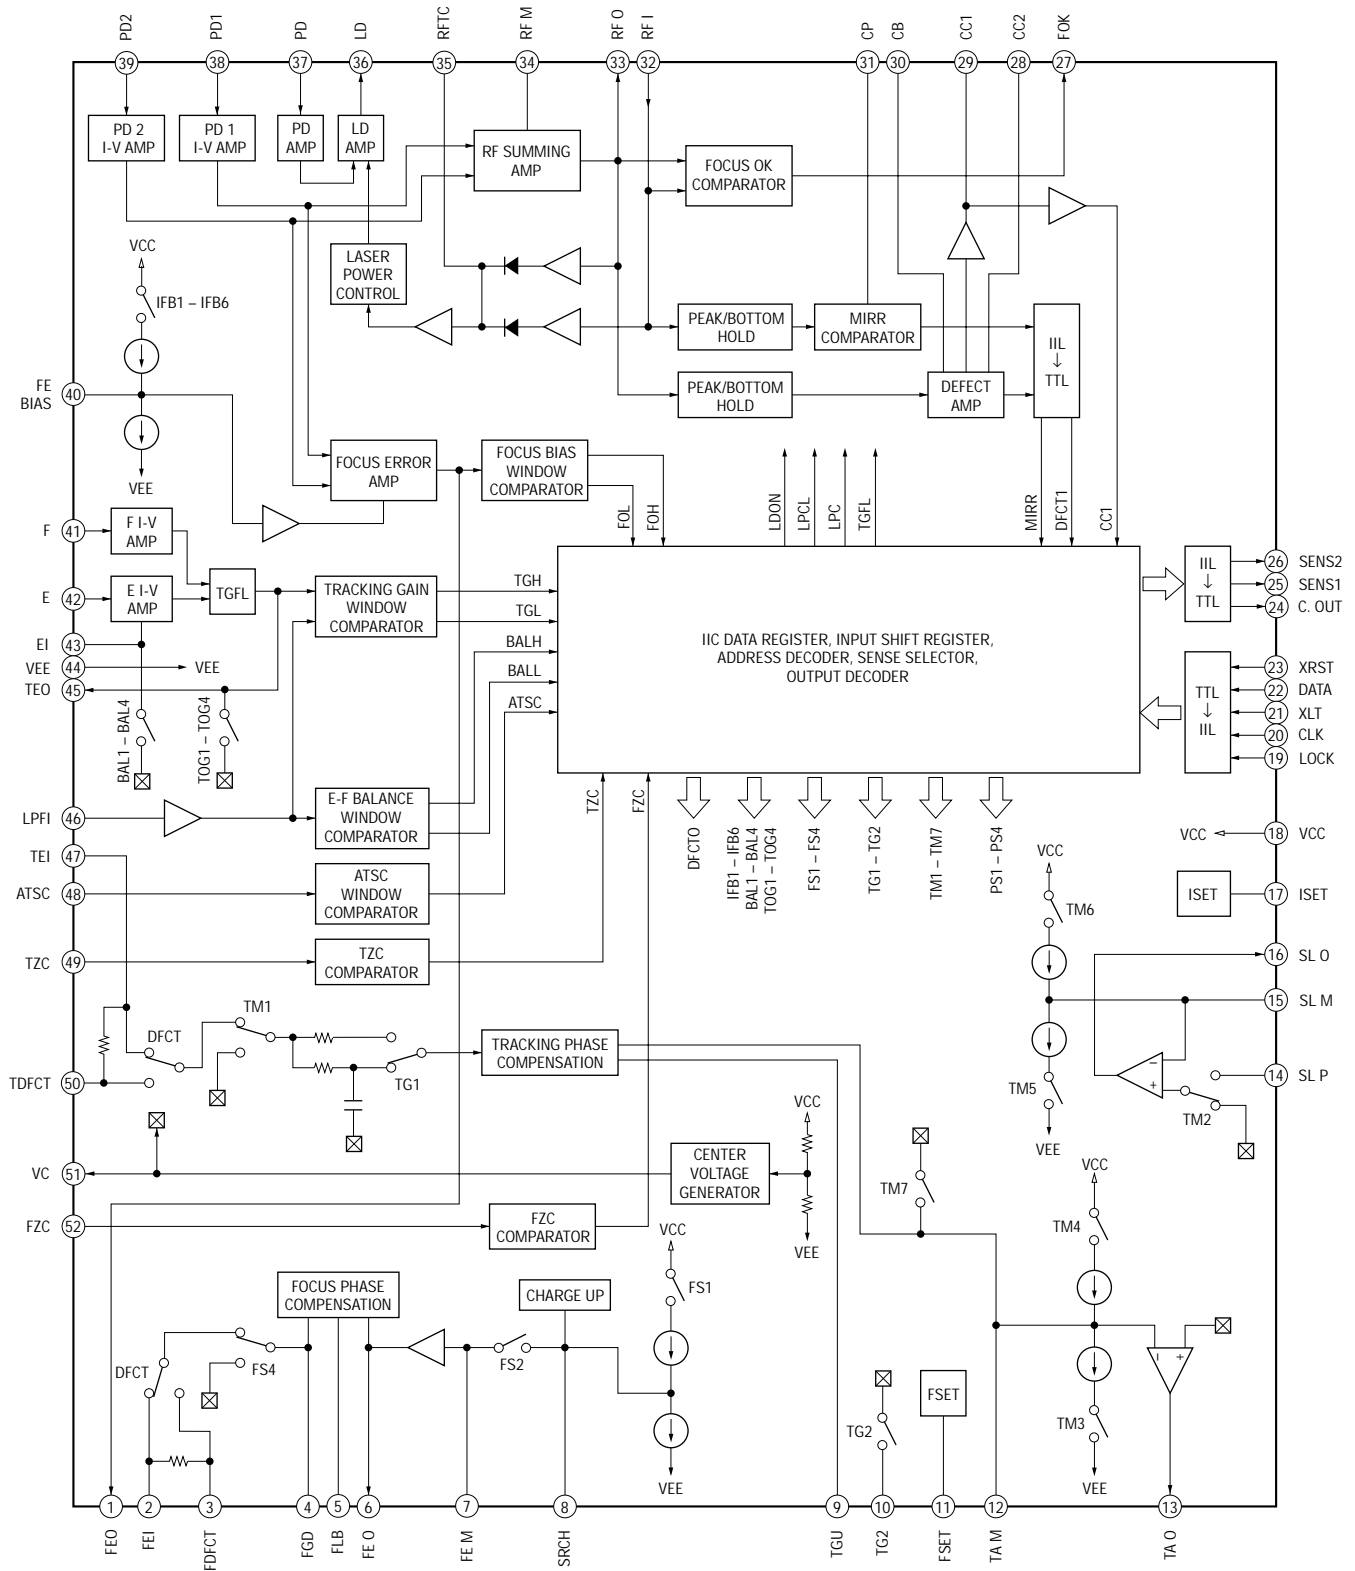 PD2
PD1
PD
LD
RFTC
RF M
RF O
RF I
CP
CB
CC1
CC2
FOK
39
38
37
36
35
34
33
32
31
30
29
28
27
PD 2
I-V AMP
PD 1
I-V AMP
PD
AMP
LD
AMP
RF SUMMING
AMP
FOCUS OK
COMPARATOR
VCC
IFB1 – IFB6
LASER
POWER
CONTROL
PEAK/BOTTOM
HOLD
MIRR
COMPARATOR
IIL
↓
TTL
FE
BIAS
40
PEAK/BOTTOM
HOLD
DEFECT
AMP
VEE
FOCUS ERROR
AMP
FOCUS BIAS
WINDOW
COMPARATOR
FOL
FOH
LDON
LPCL
LPC
TGFL
MIRR
DFCT1
CC1
F
41
F I-V
AMP
E
42
E I-V
AMP
TGFL
TRACKING GAIN
WINDOW
COMPARATOR
TGH
TGL
BALH
BALL
ATSC
IIC DATA REGISTER, INPUT SHIFT REGISTER,
ADDRESS DECODER, SENSE SELECTOR,
OUTPUT DECODER
IIL
↓
TTL
26
SENS2
25
SENS1
24
C. OUT
EI
43
VEE
44
VEE
TEO
45
BAL1 – BAL4
TOG1 – TOG4
TTL
↓
IIL
23
XRST
22
DATA
21
XLT
20
CLK
19
LOCK
LPFI
46
E-F BALANCE
WINDOW
COMPARATOR
TZC
FZC
DFCTO
IFB1 – IFB6
BAL1 – BAL4
TOG1 – TOG4
FS1 – FS4
TG1 – TG2
TM1 – TM7
PS1 – PS4
VCC
18
VCC
TEI
47
ATSC
48
ATSC
WINDOW
COMPARATOR
VCC
TM6
ISET
17
ISET
TZC
49
TZC
COMPARATOR
16
SL O
15
SL M
DFCT
TM1
TG1
TRACKING PHASE
COMPENSATION
TDFCT
50
TM5
VEE
–
+
TM2
14
SL P
VC
51
CENTER
VOLTAGE
GENERATOR
VCC
VEE
TM7
VCC
TM4
FZC
52
FZC
COMPARATOR
VCC
FS1
FOCUS PHASE
COMPENSATION
CHARGE UP
DFCT
FS4
FS2
VEE
TG2
FSET
TM3
VEE
–
+
1
2
3
4
5
6
7
8
9
10
11
12
13
FEO
FEI
FDFCT
FGD
FLB
FE O
FE M
SRCH
TGU
TG2
FSET
TA M
TA O